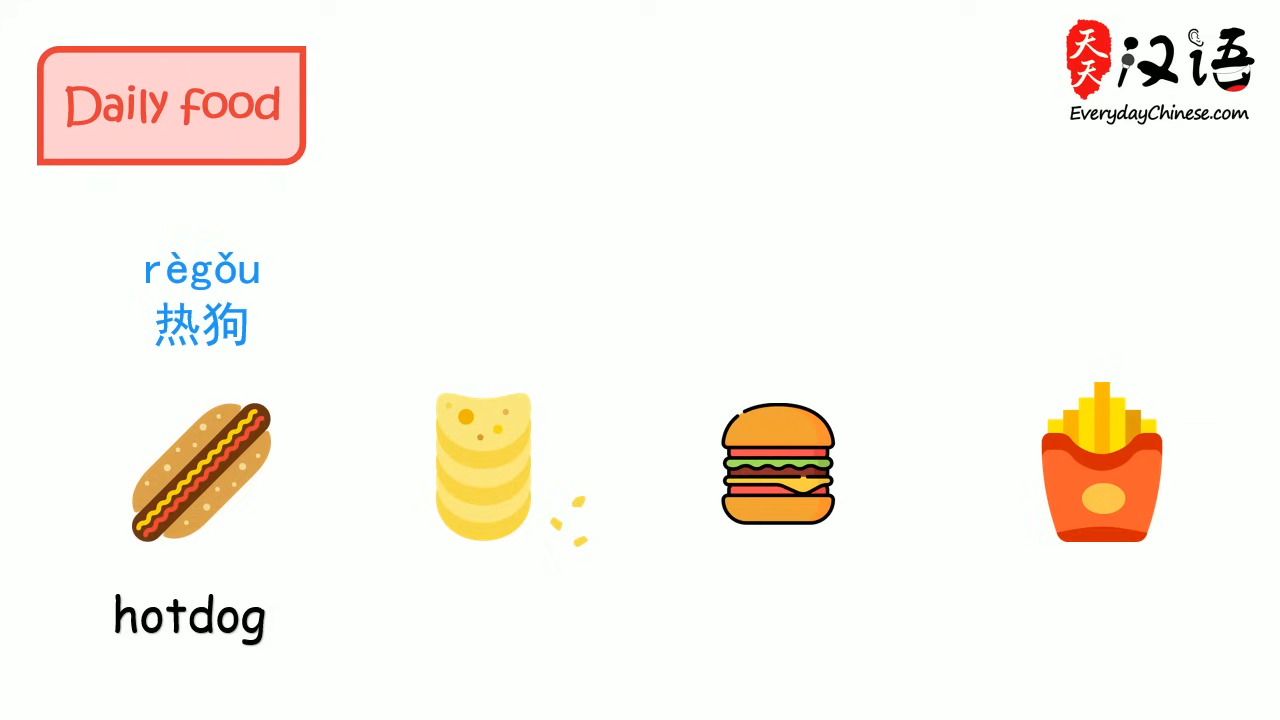 Daily food
天天汉语
EverydayChinese.com
règǒu
热狗
hotdog